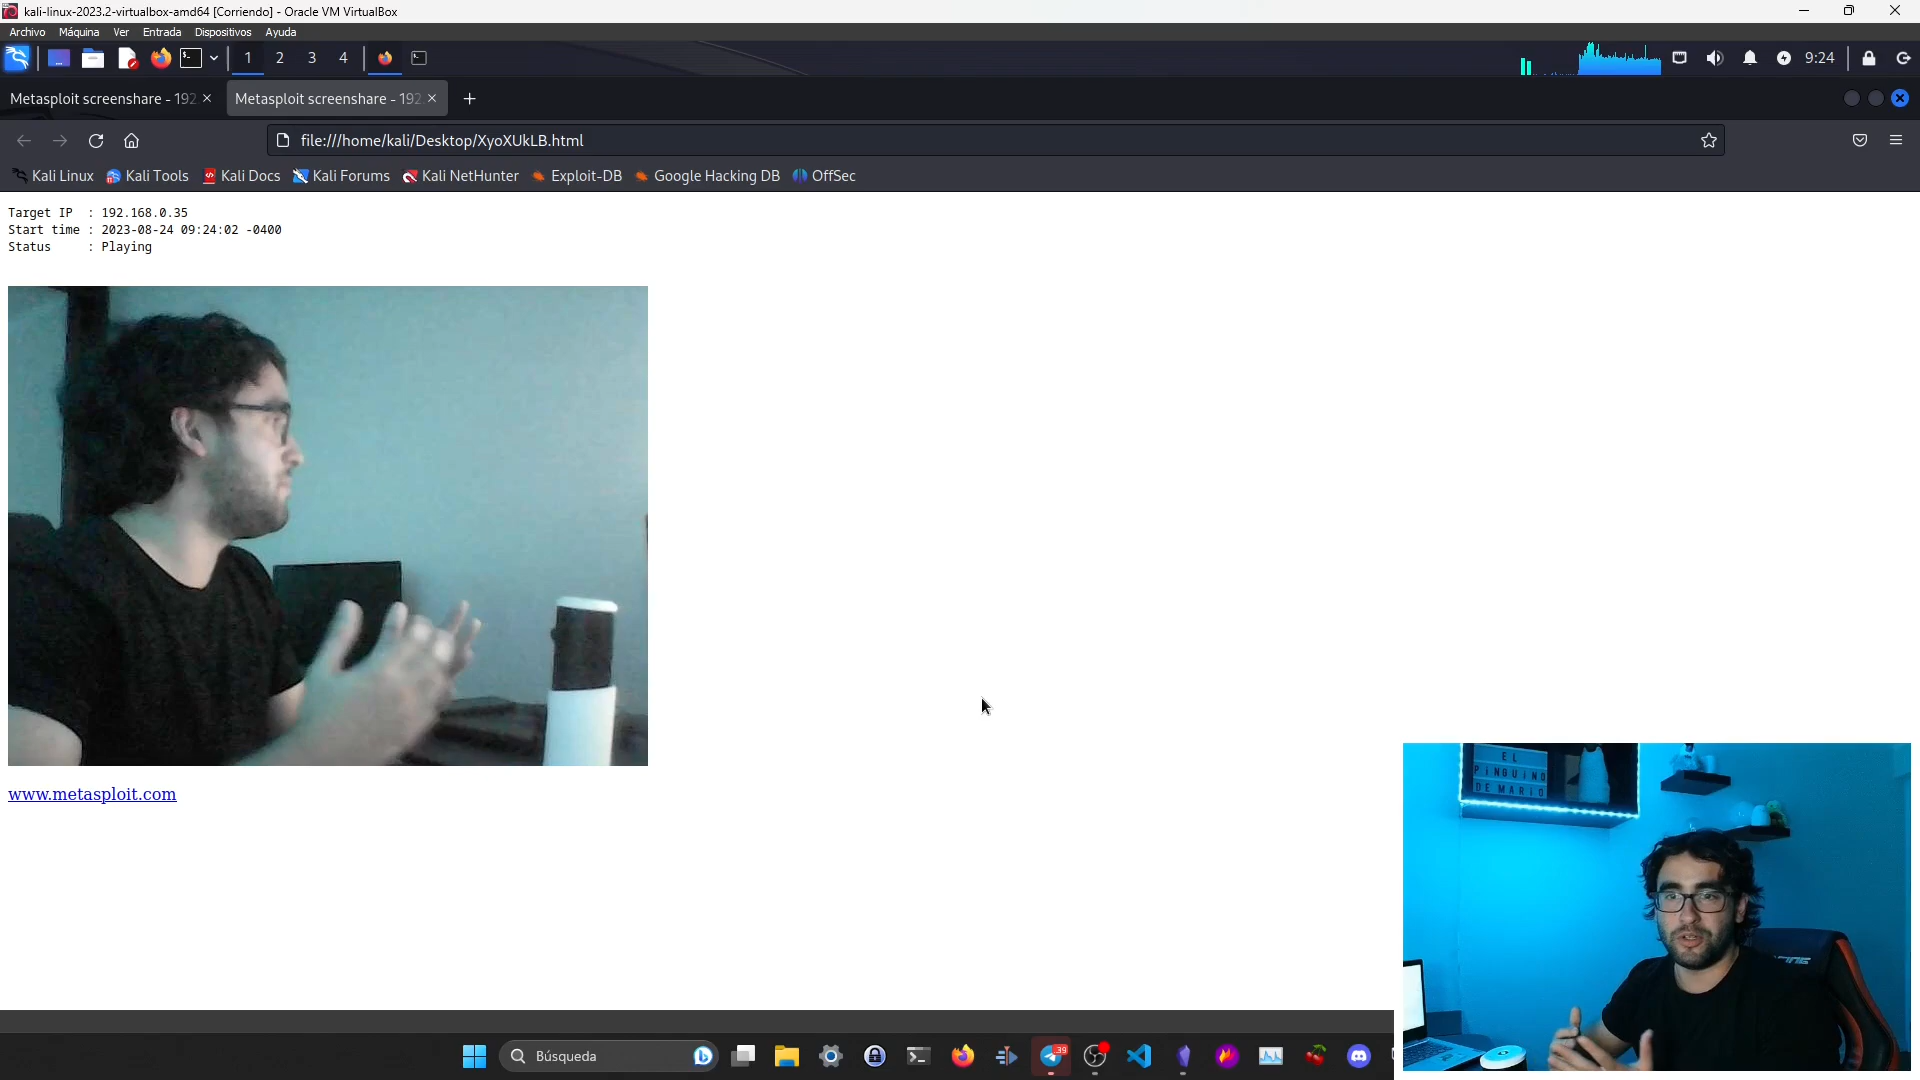 kali-linux-2023.2-virtualbox-amd64 [Corriendo] - Oracle VM VirtualBox
Archivo Máquina Ver Entrada Dispositivos Ayuda
1 2 3 4 9:24
Metasploit screenshare - 192 Metasploit screenshare - 192.
file:///home/kali/Desktop/XyoXUkLB.html
Kali Linux Kali Tools Kali Docs Kali Forums Kali NetHunter Exploit-DB Google Hacking DB OffSec
Target IP : 192.168.0.35
Start time : 2023-08-24 09:24:02 -0400
Status : Playing
www.metasploit.com
EL
PiNGUiNO
DE MARiO
Búsqueda
39